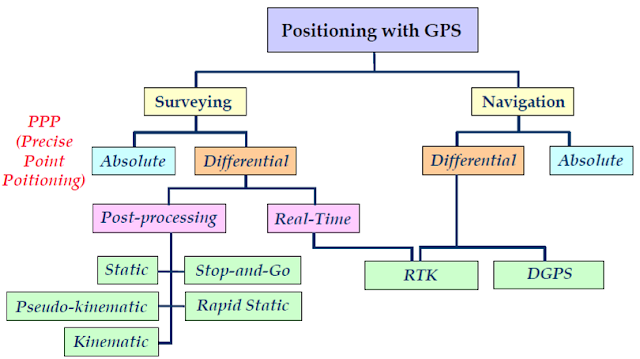 Positioning with GPS
Surveying
Navigation
PPP
(Precise
Point
Poitioning)
Absolute
Differential
Differential
Absolute
Post-processing
Real-Time
Static
Stop-and-Go
RTK
DGPS
Pseudo-kinematic
Rapid Static
Kinematic